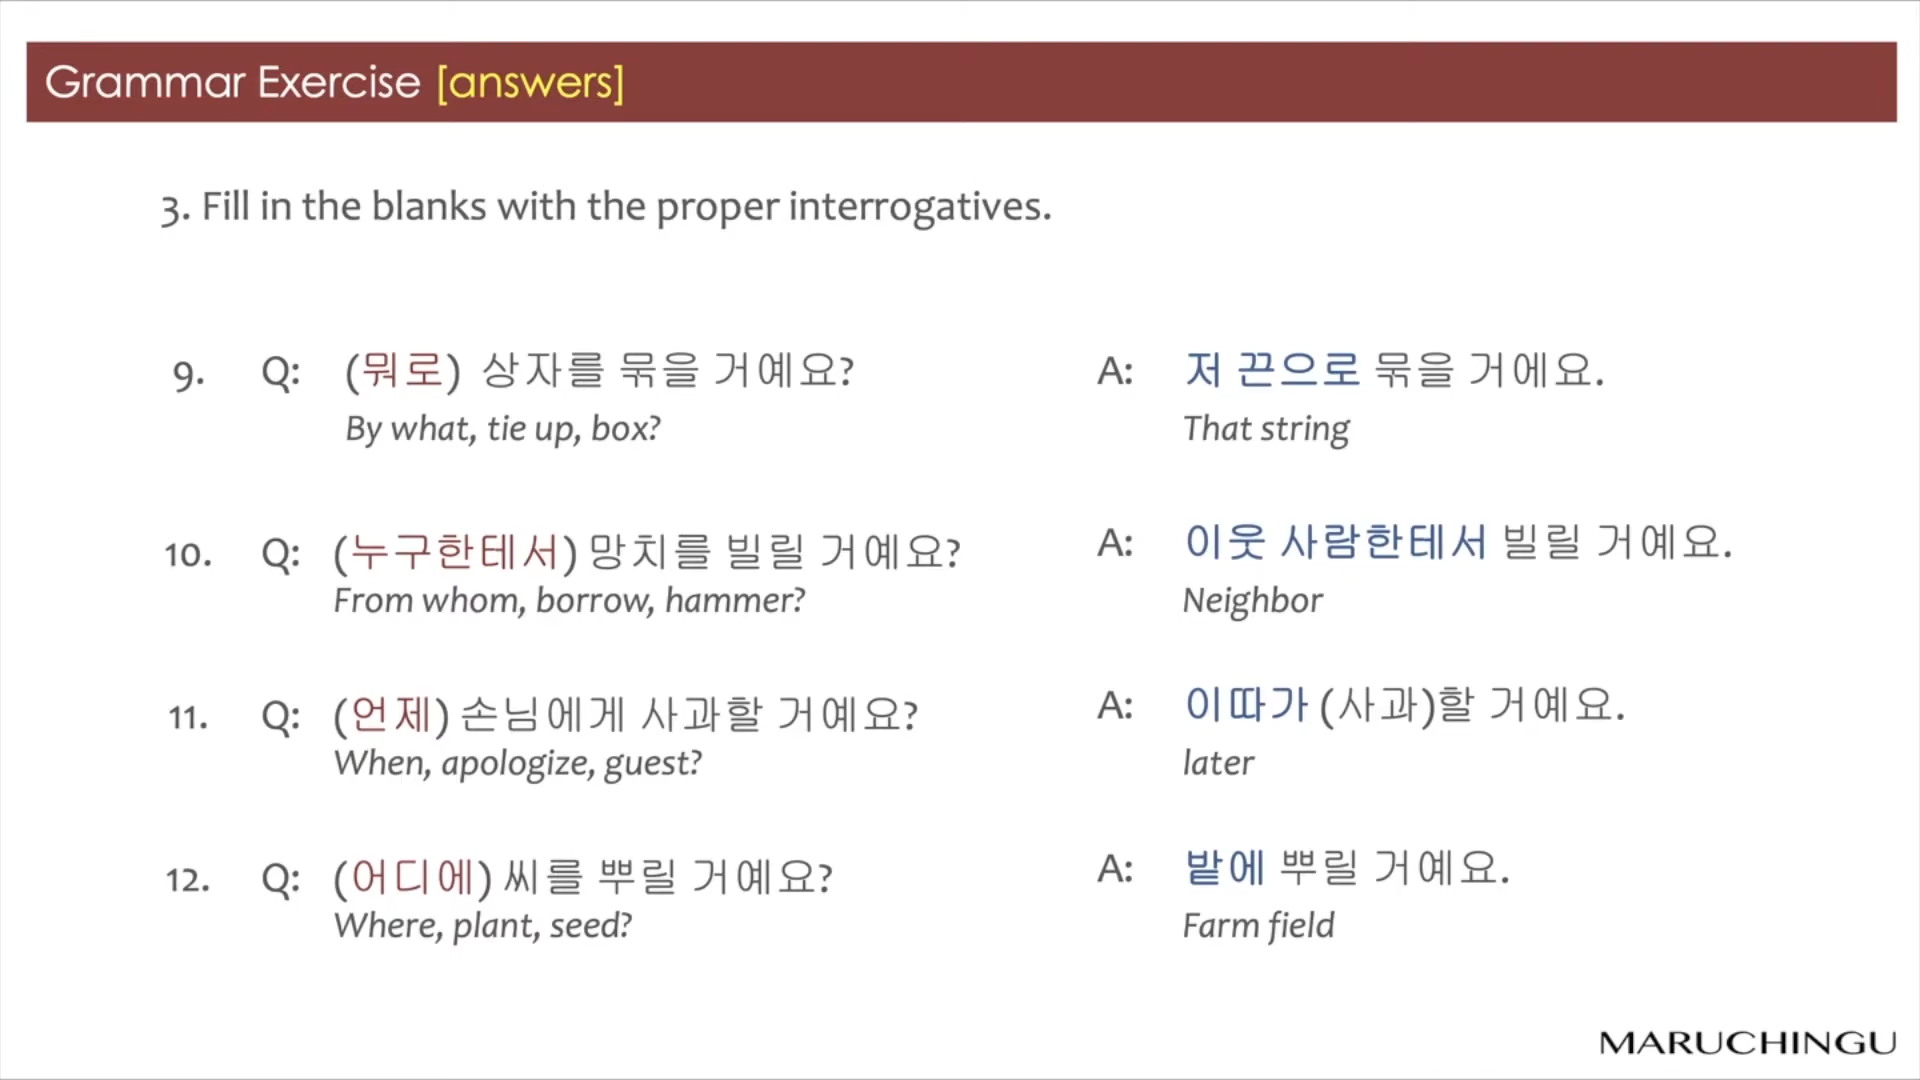 Grammar Exercise [answers]
3. Fill in the blanks with the proper interrogatives.
9. Q: (뭐로) 상자를 묶을 거예요? A: 저 끈으로 묶을 거에요.
By what, tie up, box? That string
10. Q: (누구한테서) 망치를 빌릴 거예요? A: 이웃 사람한테서 빌릴 거예요.
From whom, borrow, hammer? Neighbor
11. Q: (언제) 손님에게 사과할 거예요? A: 이따가 (사과)할 거예요.
When, apologize, guest? later
12. Q: (어디에) 씨를 뿌릴 거예요? A: 밭에 뿌릴 거예요.
Where, plant, seed? Farm field
MARUCHINGU